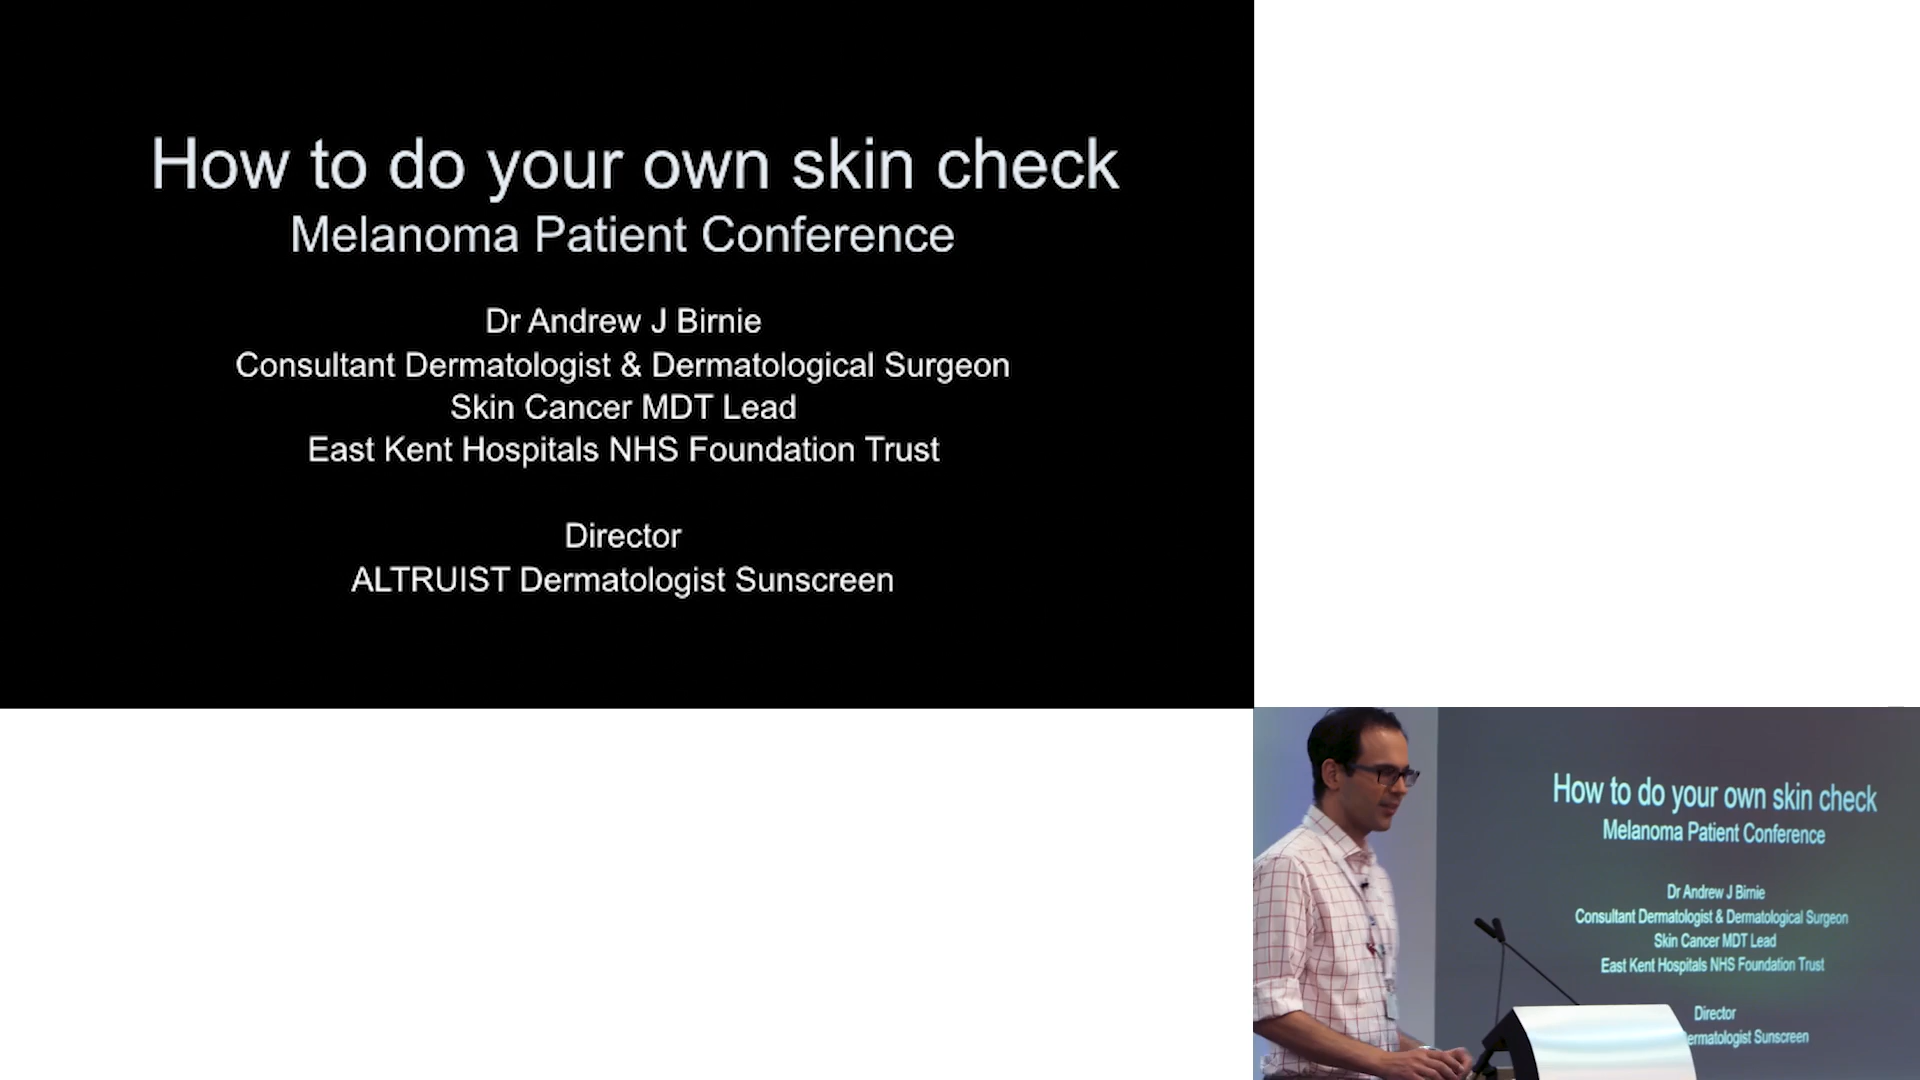 How to do your own skin check
Melanoma Patient Conference
Dr Andrew J Birnie
Consultant Dermatologist & Dermatological Surgeon
Skin Cancer MDT Lead
East Kent Hospitals NHS Foundation Trust
Director
ALTRUIST Dermatologist Sunscreen
How to do your own skin check
Melanoma Patient Conference
Dr Andrew J Birnie
Consultant Dermatologist & Dermatological Surgeon
Skin Cancer MDT Lead
East Kent Hospitals NHS Foundation Trust
Director
ermatologist Sunscreen